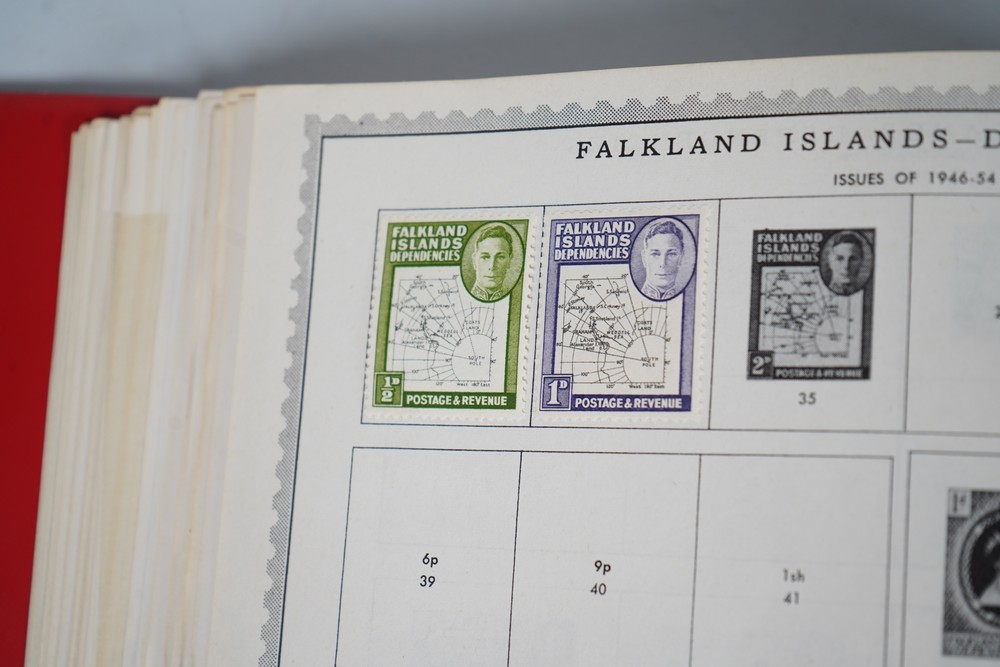 FALKLAND ISLANDS—D
ISSUES OF 1946-54
FALKLAND
ISLANDS
DEPENDENCIES
SOUTH
POLE
½D
POSTAGE & REVENUE
FALKLAND
ISLANDS
DEPENDENCIES
SOUTH
POLE
1D
POSTAGE & REVENUE
FALKLAND
ISLANDS
DEPENDENCIES
2D
POSTAGE & REVENUE
35
6p
39
9p
40
1sh
41
1d